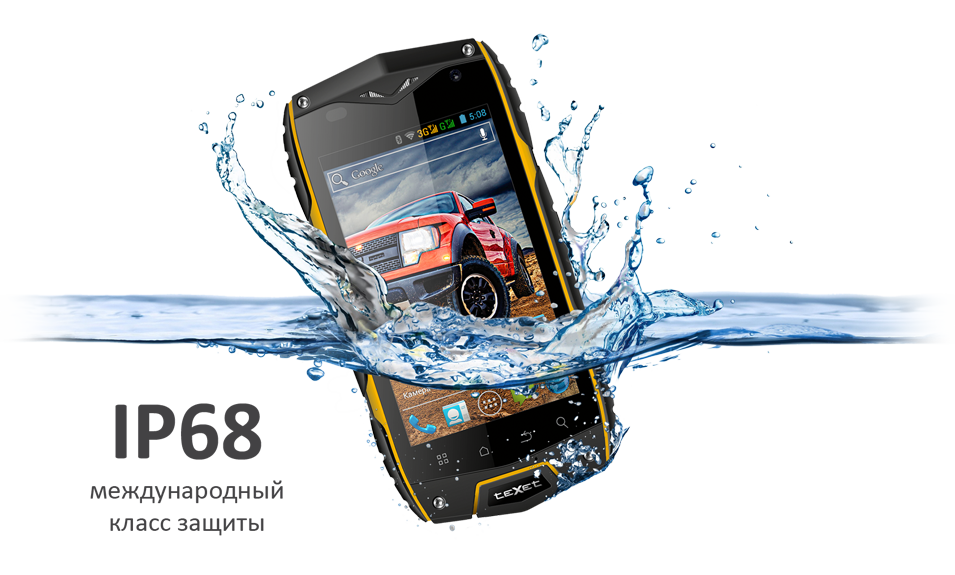 3G G 5:08
Google
Камера
teXet
IP68
международный
класс защиты